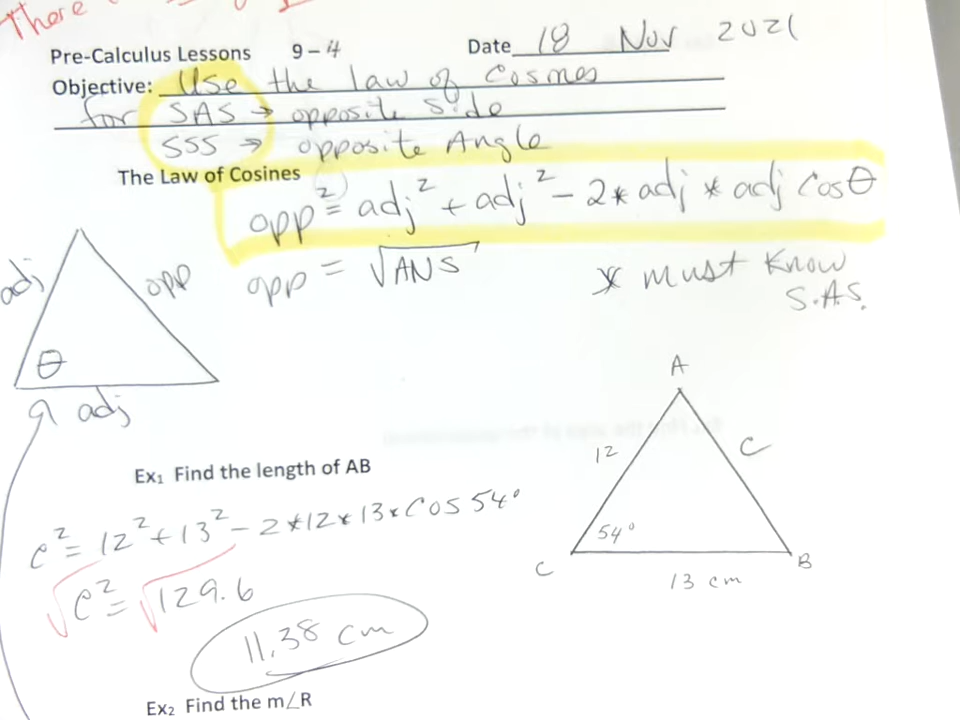 There
Pre-Calculus Lessons 9-4 Date 18 Nov 2021
Objective: Use the law of Cosines
for SAS → opposite side
SSS → opposite Angle
The Law of Cosines
opp² = adj² + adj² - 2 * adj * adj Cosθ
opp = √ANS
* must know
S.A.S.
adj
opp
θ
adj
A
12
C
54°
C
B
13 cm
Ex₁ Find the length of AB
c² = 12² + 13² - 2 * 12 * 13 * COS 54°
√c² = √129.6
11.38 cm
Ex₂ Find the m∠R